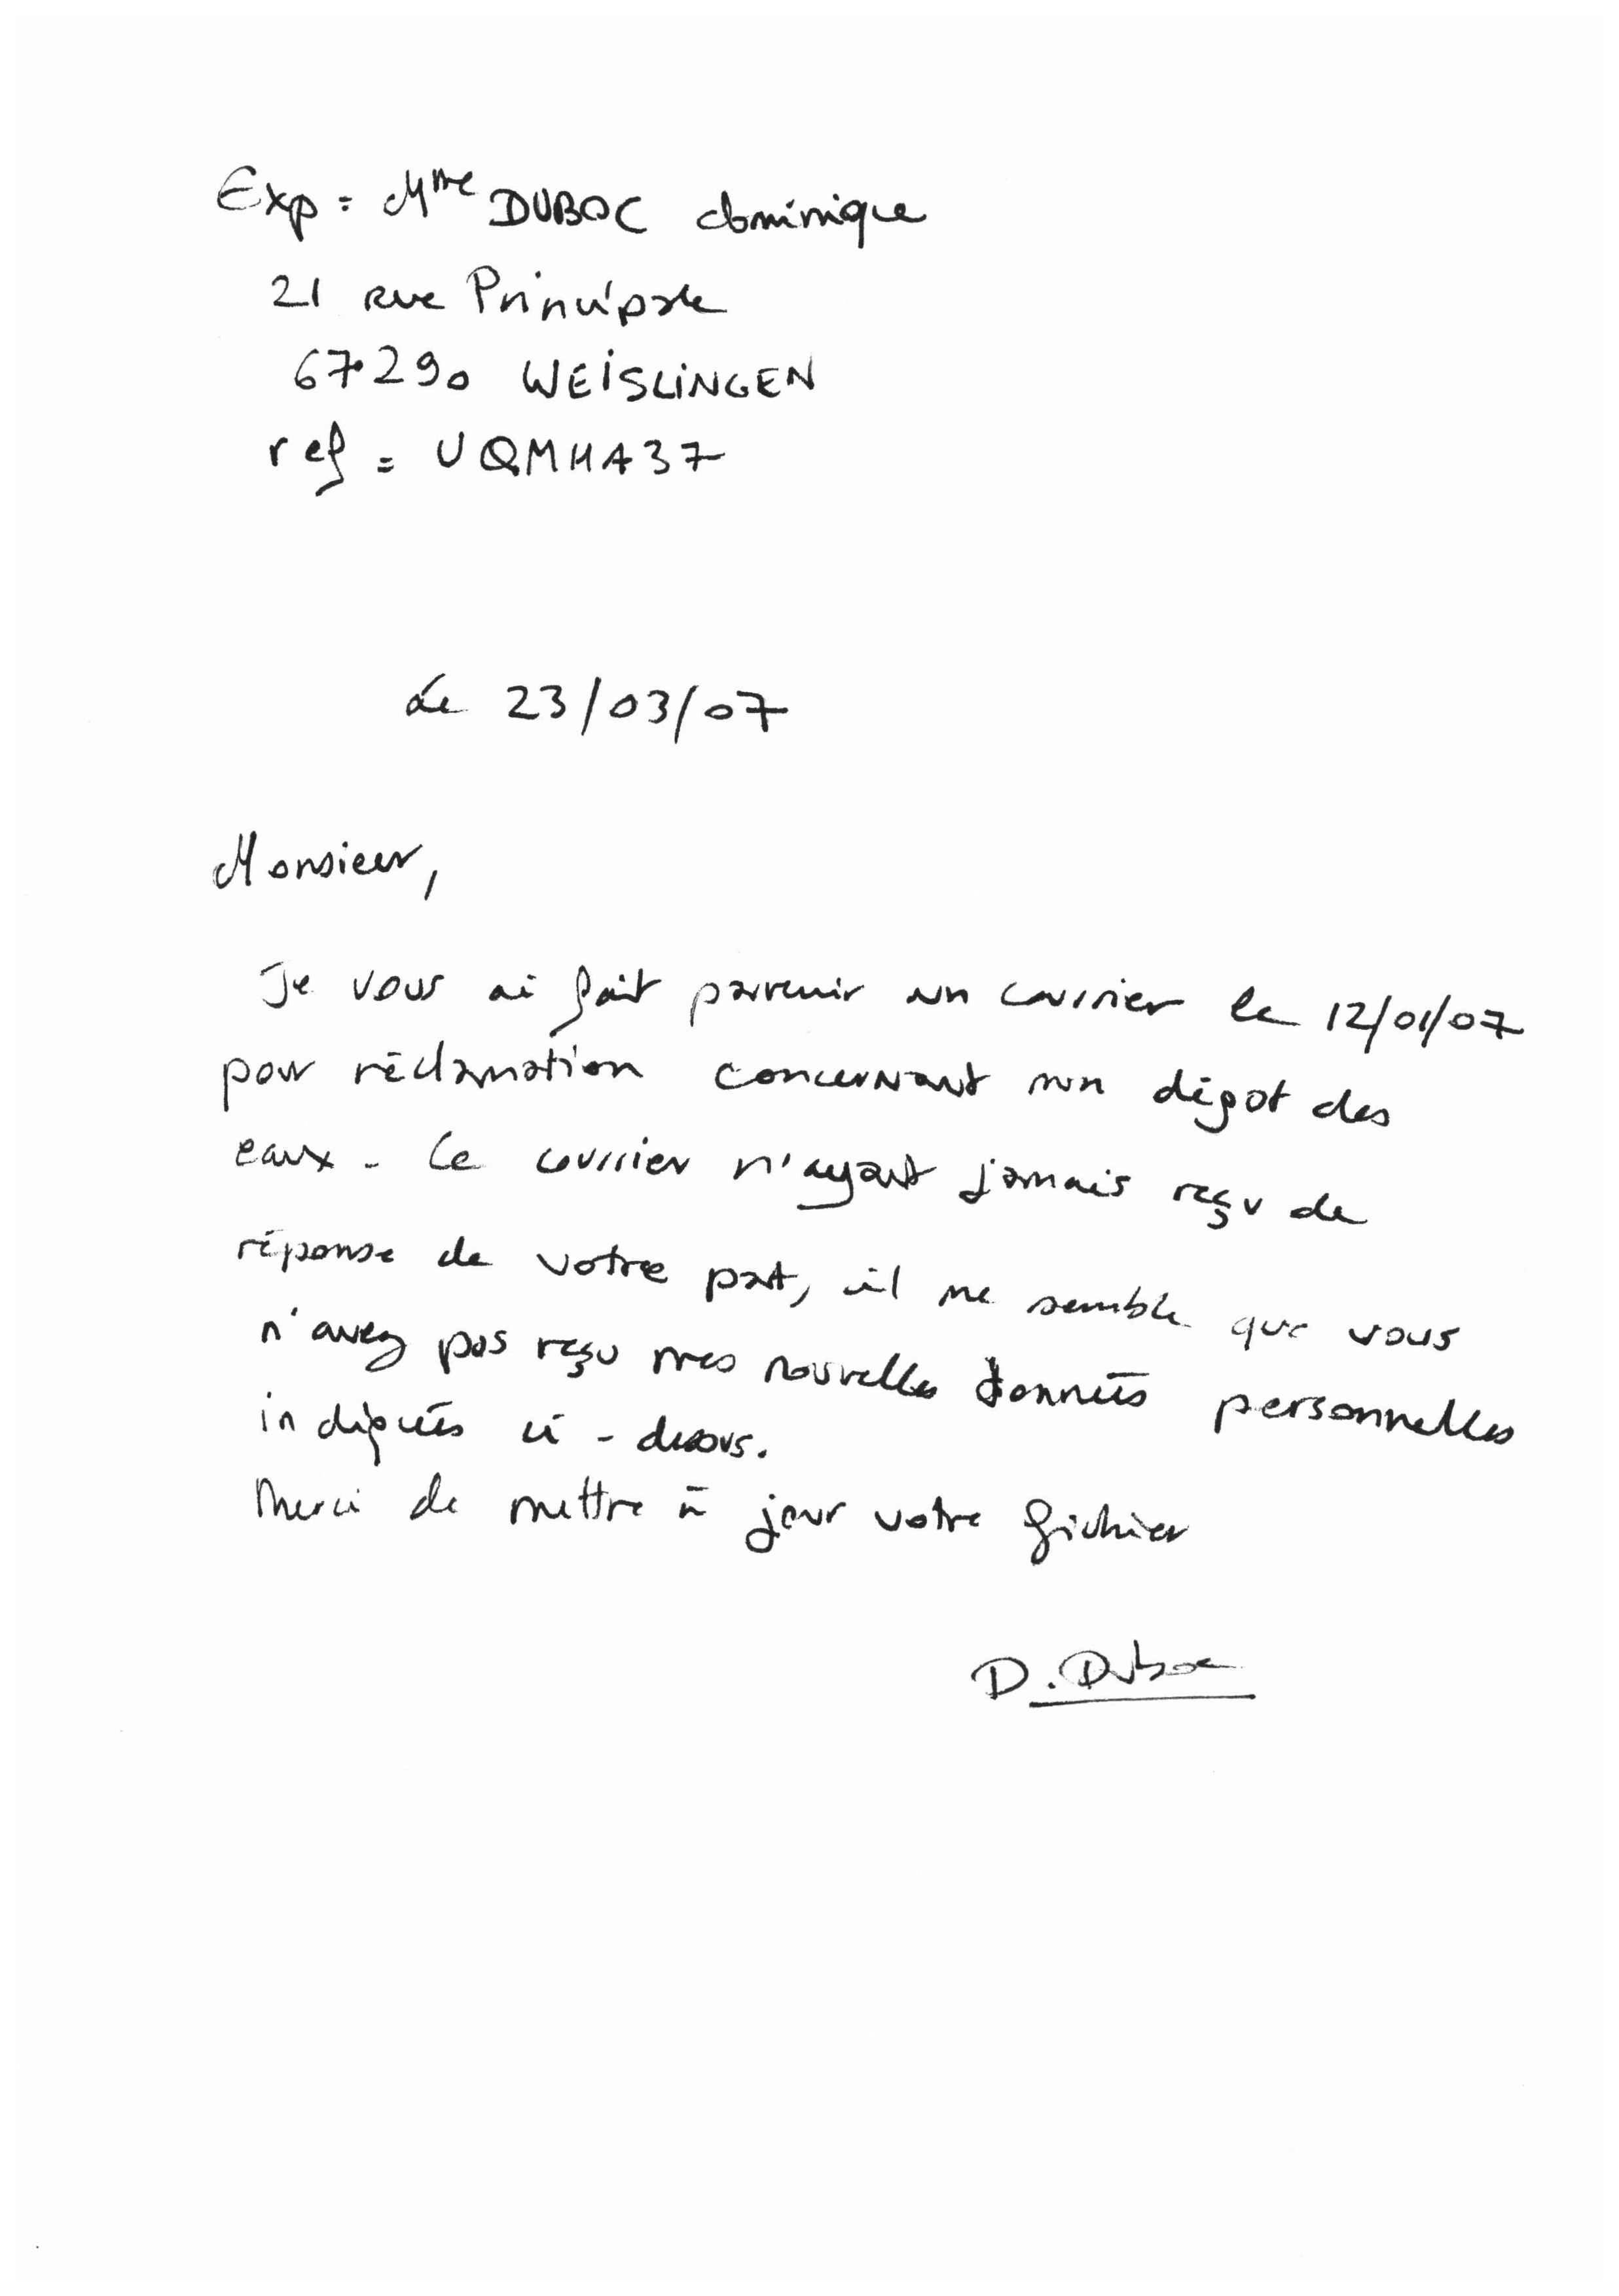 Exp = Mme DUBOC dominique
21 rue Principale
67290 WEISLINGEN
ref = UQMHA37
Le 23/03/07
Monsieur,
Je vous ai fait parvenir un courrier le 12/01/07
pour réclamation concernant un dégot des
eaux - Ce courrier n'ayant jamais reçu de
réponse de votre part, il me semble que vous
n'avez pas reçu mes nouvelles données personnelles
indiquées ci-dessous.
Merci de mettre à jour votre fichier
D. Duboc